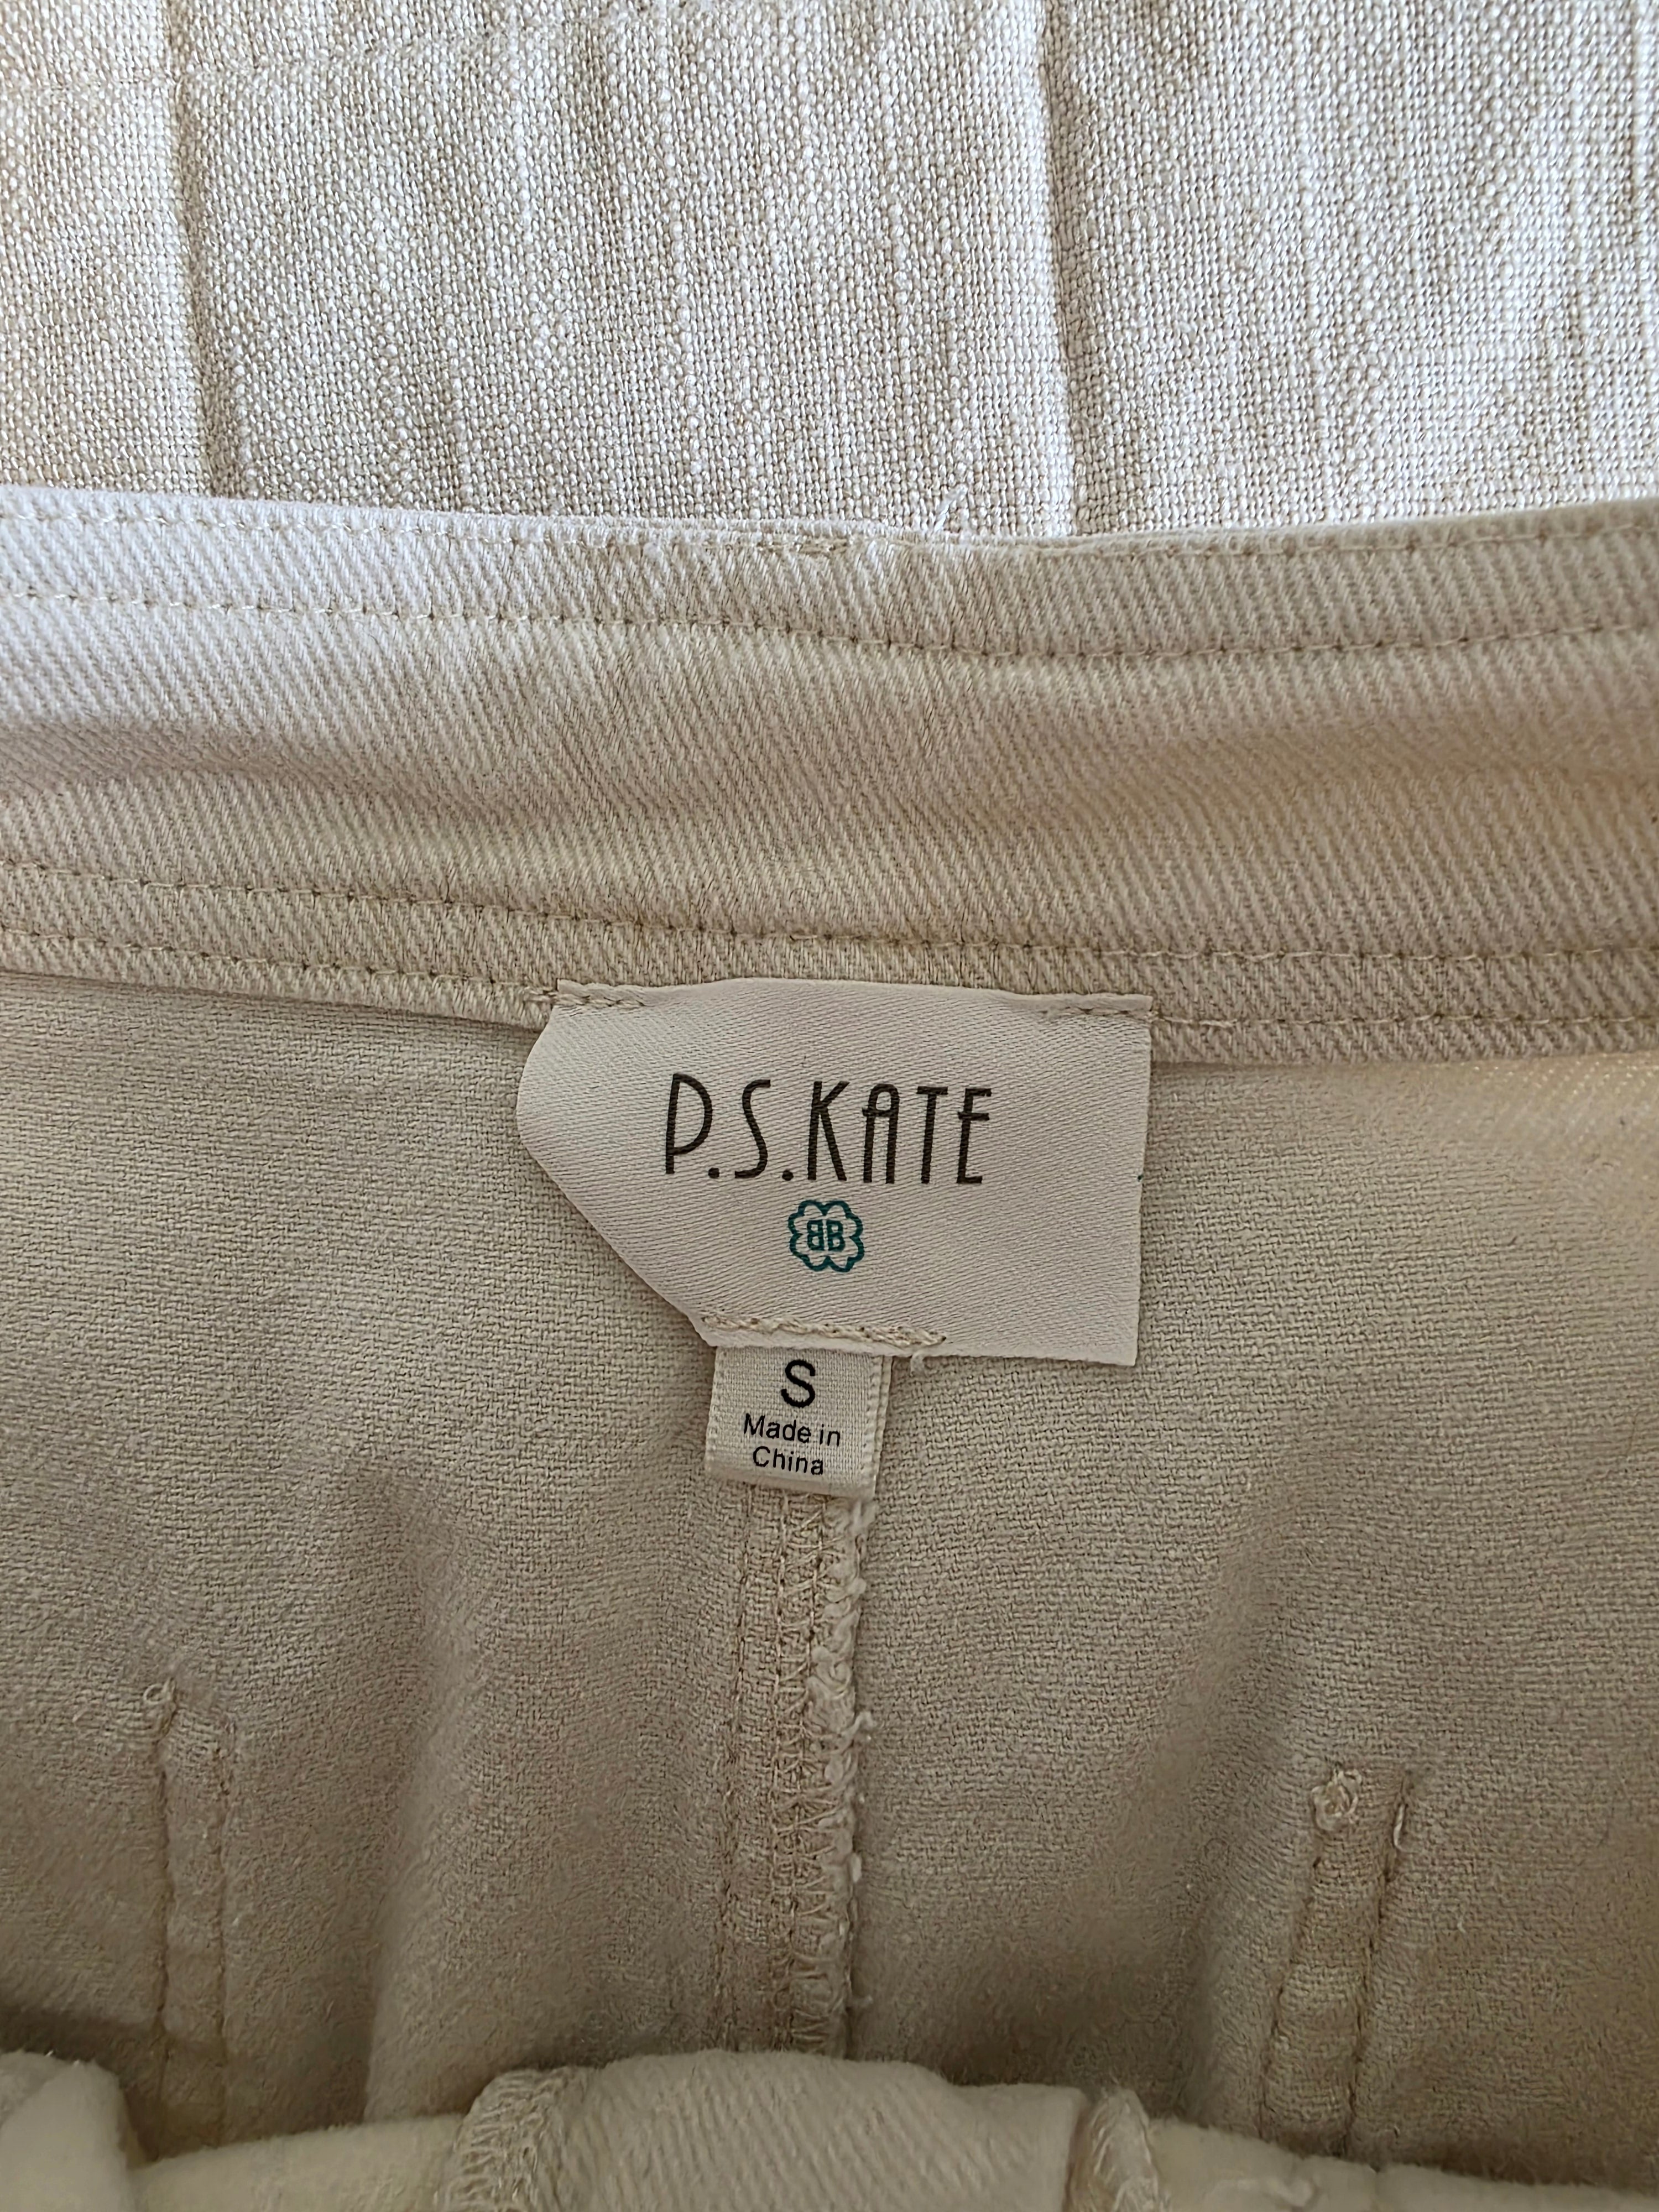 P.S.KATE
BB
S
Made in
China